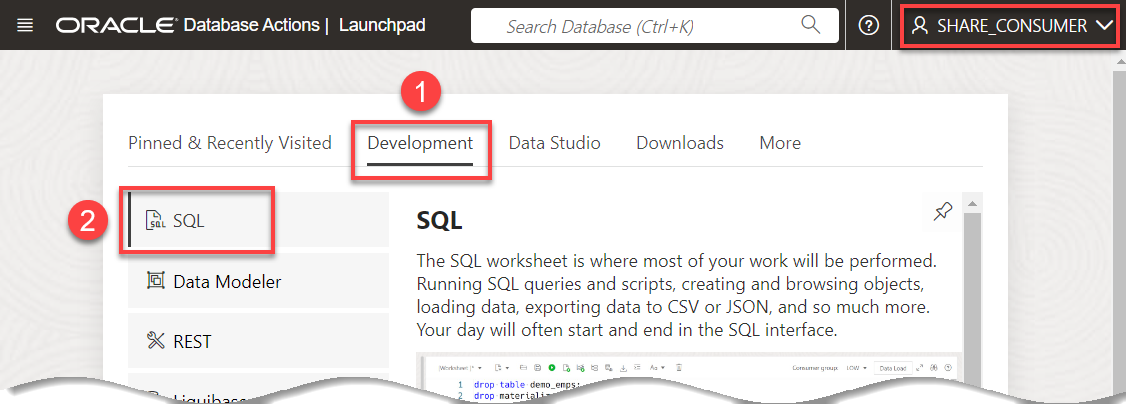 ORACLE Database Actions | Launchpad
Search Database (Ctrl+K)
SHARE_CONSUMER
1
Pinned & Recently Visited
Development
Data Studio
Downloads
More
2
SQL
SQL
Data Modeler
REST
SQL
The SQL worksheet is where most of your work will be performed.
Running SQL queries and scripts, creating and browsing objects,
loading data, exporting data to CSV or JSON, and so much more.
Your day will often start and end in the SQL interface.
[Worksheet]*
Aa
Consumer group:
LOW
Data Load
1 drop table demo_emps;
2
drop